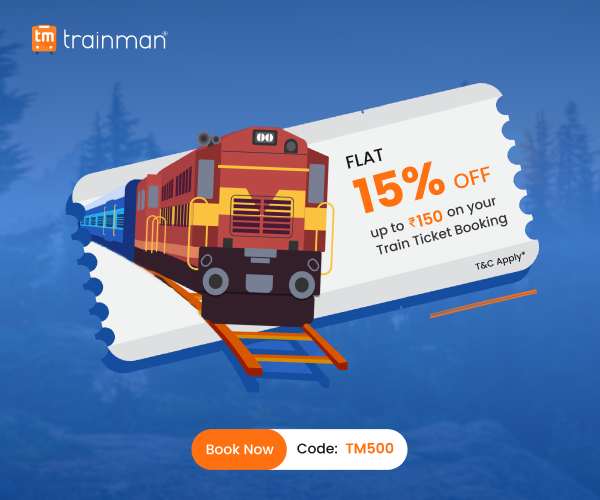 tm trainman®
00
FLAT
15% OFF
up to ₹150 on your
Train Ticket Booking
T&C Apply*
Book Now Code: TM500